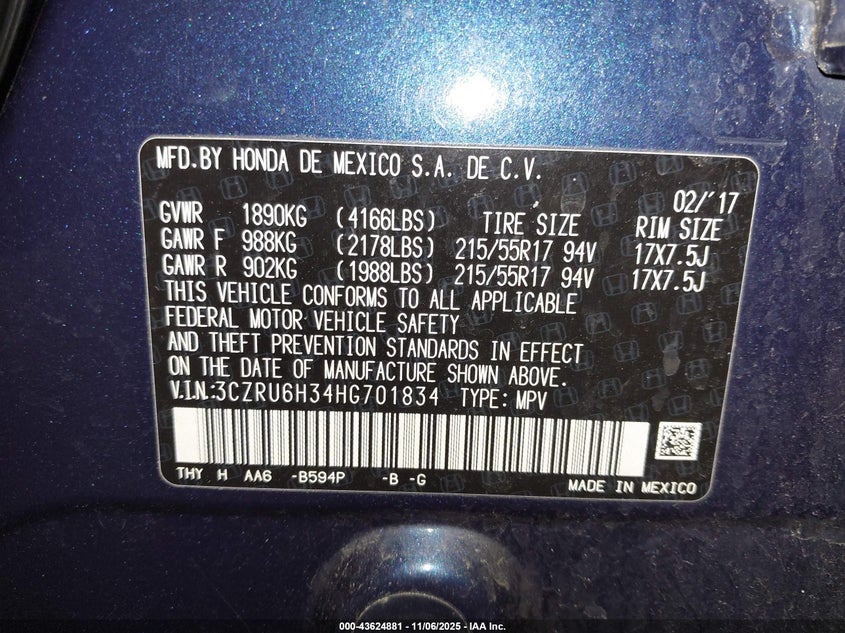 MFD.BY HONDA DE MEXICO S.A. DE C.V.
02/'17
GVWR 1890KG (4166LBS) TIRE SIZE RIM SIZE
GAWR F 988KG (2178LBS) 215/55R17 94V 17X7.5J
GAWR R 902KG (1988LBS) 215/55R17 94V 17X7.5J
THIS VEHICLE CONFORMS TO ALL APPLICABLE
FEDERAL MOTOR VEHICLE SAFETY
AND THEFT PREVENTION STANDARDS IN EFFECT
ON THE DATE OF MANUFACTURE SHOWN ABOVE.
V.I.N:3CZRU6H34HG701834 TYPE: MPV
THY H AA6 -B594P -B -G
MADE IN MEXICO
000-43624881 - 11/06/2025 - IAA Inc.